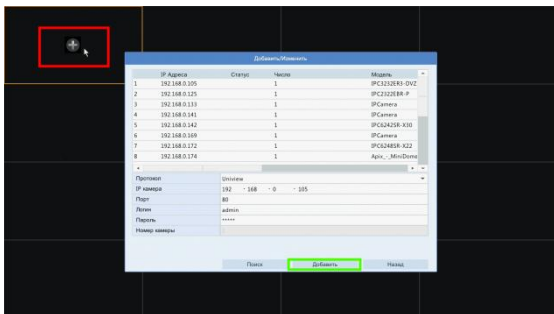 Добавить/Изменить
IP Адреса Статус Число Модель
1 192.168.0.105 1 IPC3232ER3-DVZ
2 192.168.0.125 1 IPC2322EBR-P
3 192.168.0.133 1 IPCamera
4 192.168.0.141 1 IPCamera
5 192.168.0.142 1 IPC6242SR-X30
6 192.168.0.169 1 IPCamera
7 192.168.0.172 1 IPC6248SR-X22
8 192.168.0.174 1 Apix_-_MiniDome
Протокол Uniview
IP камера 192 · 168 · 0 · 105
Порт 80
Логин admin
Пароль *****
Номер камеры
Поиск Добавить Назад